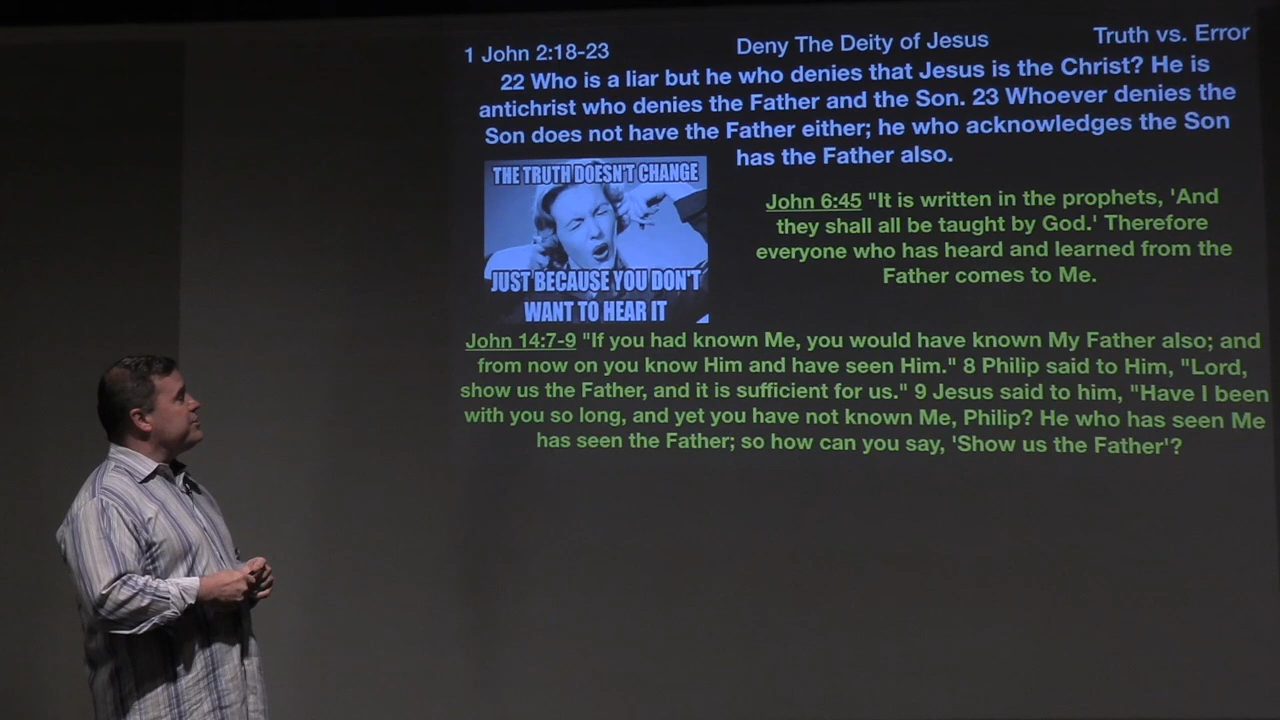 1 John 2:18-23 Deny The Deity of Jesus Truth vs. Error
22 Who is a liar but he who denies that Jesus is the Christ? He is
antichrist who denies the Father and the Son. 23 Whoever denies the
Son does not have the Father either; he who acknowledges the Son
has the Father also.
THE TRUTH DOESN'T CHANGE
JUST BECAUSE YOU DON'T
WANT TO HEAR IT
John 6:45 "It is written in the prophets, 'And
they shall all be taught by God.' Therefore
everyone who has heard and learned from the
Father comes to Me.
John 14:7-9 "If you had known Me, you would have known My Father also; and
from now on you know Him and have seen Him." 8 Philip said to Him, "Lord,
show us the Father, and it is sufficient for us." 9 Jesus said to him, "Have I been
with you so long, and yet you have not known Me, Philip? He who has seen Me
has seen the Father; so how can you say, 'Show us the Father'?